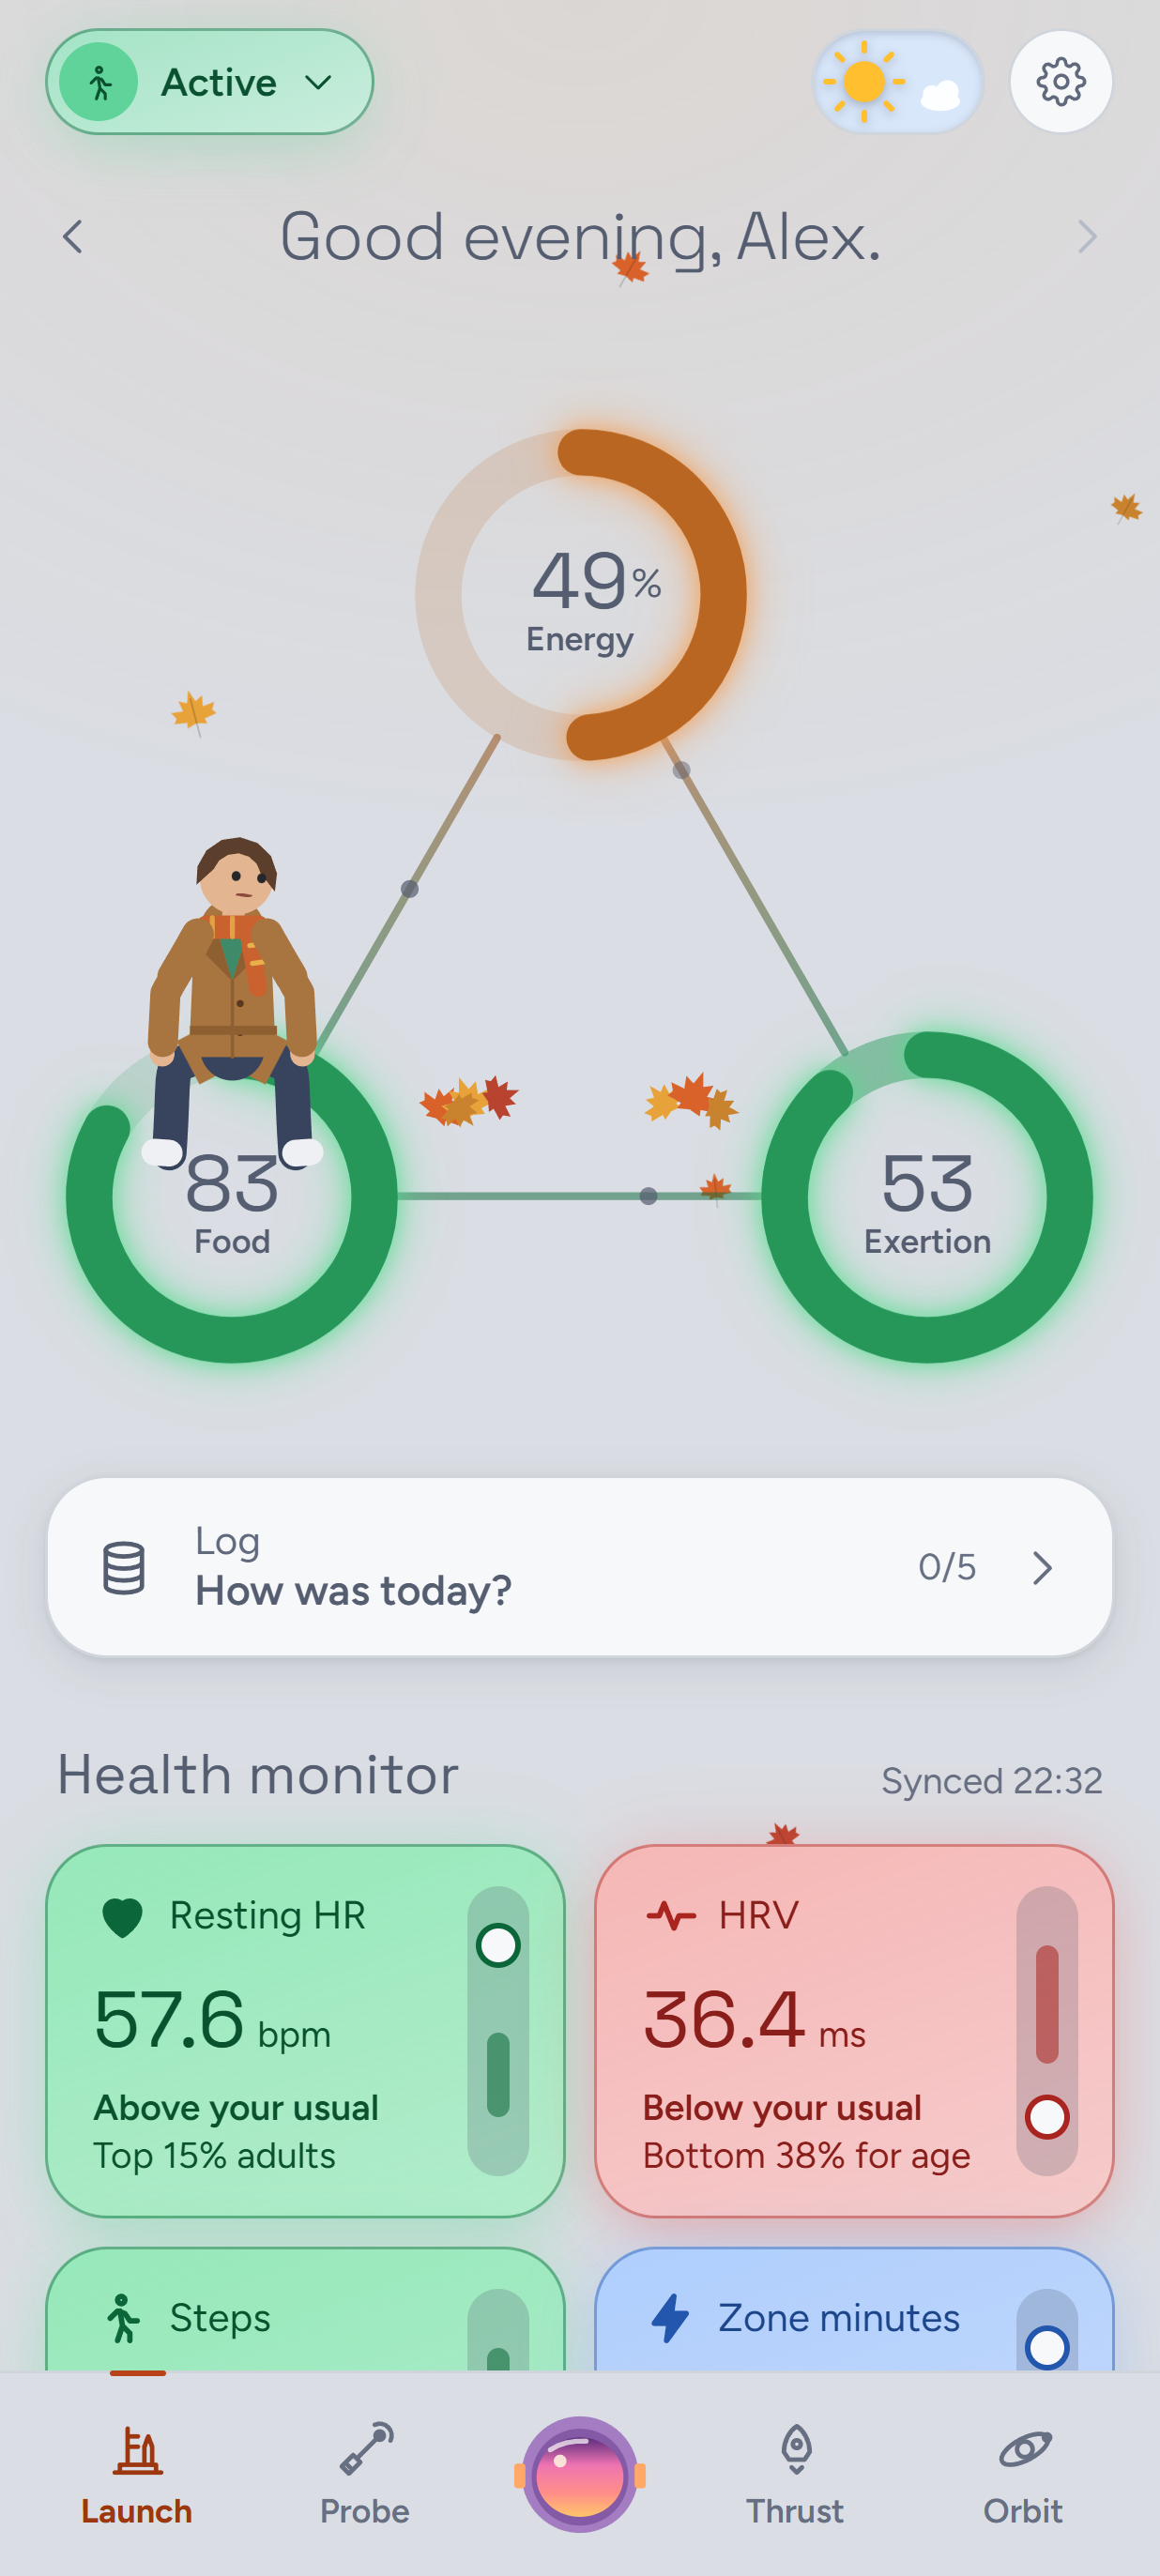 Active
Good evening, Alex.
49%
Energy
83
Food
53
Exertion
Log
How was today?
0/5
Health monitor
Synced 22:32
Resting HR
57.6 bpm
Above your usual
Top 15% adults
HRV
36.4 ms
Below your usual
Bottom 38% for age
Steps
Zone minutes
Launch
Probe
Thrust
Orbit